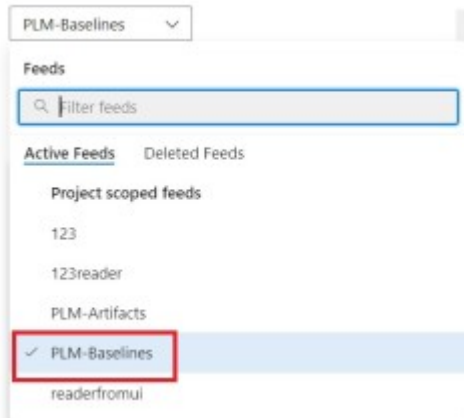 PLM-Baselines
Feeds
Filter feeds
Active Feeds Deleted Feeds
Project scoped feeds
123
123reader
PLM-Artifacts
PLM-Baselines
readerfromui